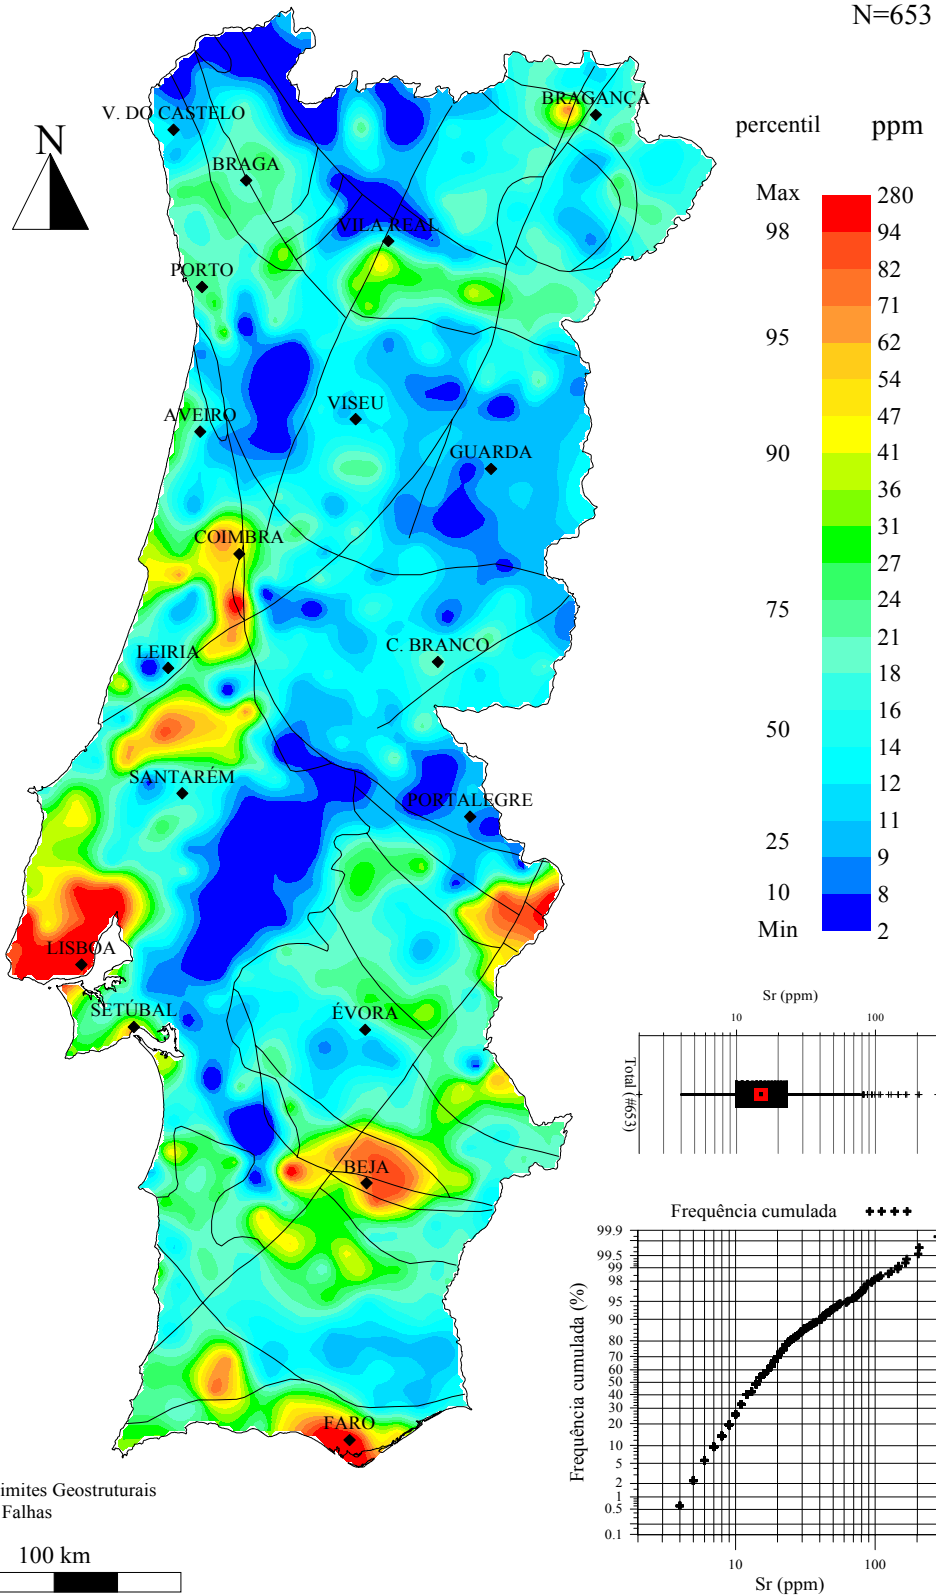 N=653
N
V. DO CASTELO
BRAGANÇA
BRAGA
VILA REAL
PORTO
AVEIRO
VISEU
GUARDA
COIMBRA
LEIRIA
C. BRANCO
SANTARÉM
PORTALEGRE
LISBOA
SETÚBAL
ÉVORA
BEJA
FARO
percentil ppm
Max 280
98 94
82
71
95 62
54
47
90 41
36
31
27
75 24
21
18
16
50 14
12
11
25 9
10 8
Min 2
Sr (ppm)
10 100
Total (#653)
Frequência cumulada
Frequência cumulada (%)
99.9
99.5
99
98
95
90
80
70
60
50
40
30
20
10
5
2
1
0.5
0.1
10 100
Sr (ppm)
imites Geostruturais
Falhas
100 km